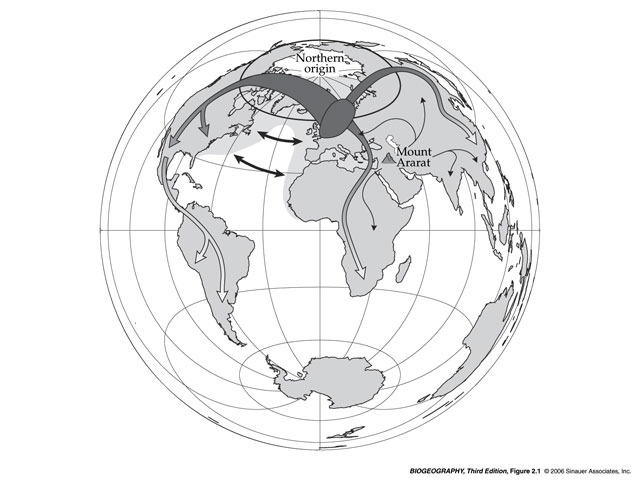 Northern
origin
Mount
Ararat
BIOGEOGRAPHY, Third Edition, Figure 2.1 © 2006 Sinauer Associates, Inc.